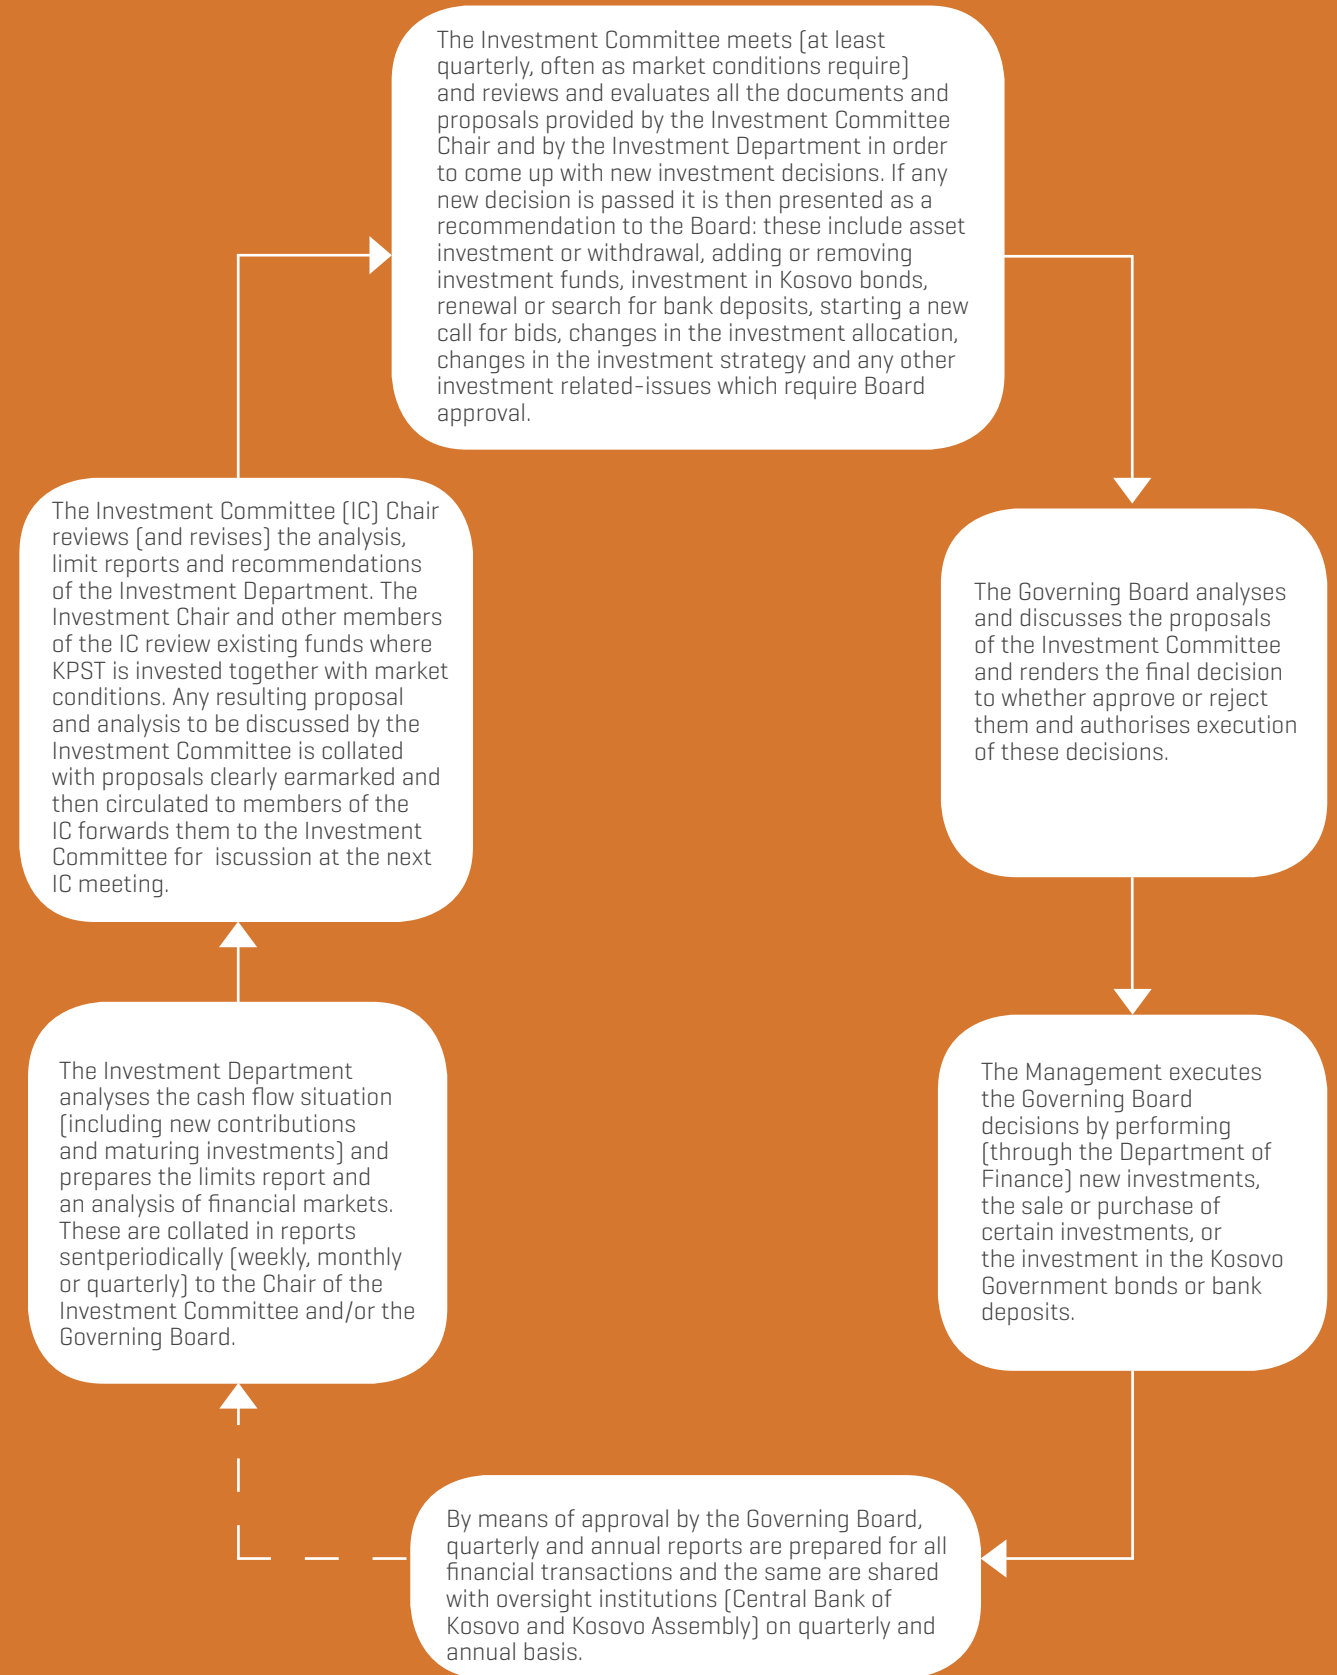 The Investment Committee meets (at least
quarterly, often as market conditions require)
and reviews and evaluates all the documents and
proposals provided by the Investment Committee
Chair and by the Investment Department in order
to come up with new investment decisions. If any
new decision is passed it is then presented as a
recommendation to the Board: these include asset
investment or withdrawal, adding or removing
investment funds, investment in Kosovo bonds,
renewal or search for bank deposits, starting a new
call for bids, changes in the investment allocation,
changes in the investment strategy and any other
investment related-issues which require Board
approval.
The Investment Committee (IC) Chair
reviews (and revises) the analysis,
limit reports and recommendations
of the Investment Department. The
Investment Chair and other members
of the IC review existing funds where
KPST is invested together with market
conditions. Any resulting proposal
and analysis to be discussed by the
Investment Committee is collated
with proposals clearly earmarked and
then circulated to members of the
IC forwards them to the Investment
Committee for  iscussion at the next
IC meeting.
The Governing Board analyses
and discusses the proposals
of the Investment Committee
and renders the final decision
to whether approve or reject
them and authorises execution
of these decisions.
The Investment Department
analyses the cash flow situation
(including new contributions
and maturing investments) and
prepares the limits report and
an analysis of financial markets.
These are collated in reports
sentperiodically (weekly, monthly
or quarterly) to the Chair of the
Investment Committee and/or the
Governing Board.
The Management executes
the Governing Board
decisions by performing
(through the Department of
Finance) new investments,
the sale or purchase of
certain investments, or
the investment in the Kosovo
Government bonds or bank
deposits.
By means of approval by the Governing Board,
quarterly and annual reports are prepared for all
financial transactions and the same are shared
with oversight institutions (Central Bank of
Kosovo and Kosovo Assembly) on quarterly and
annual basis.